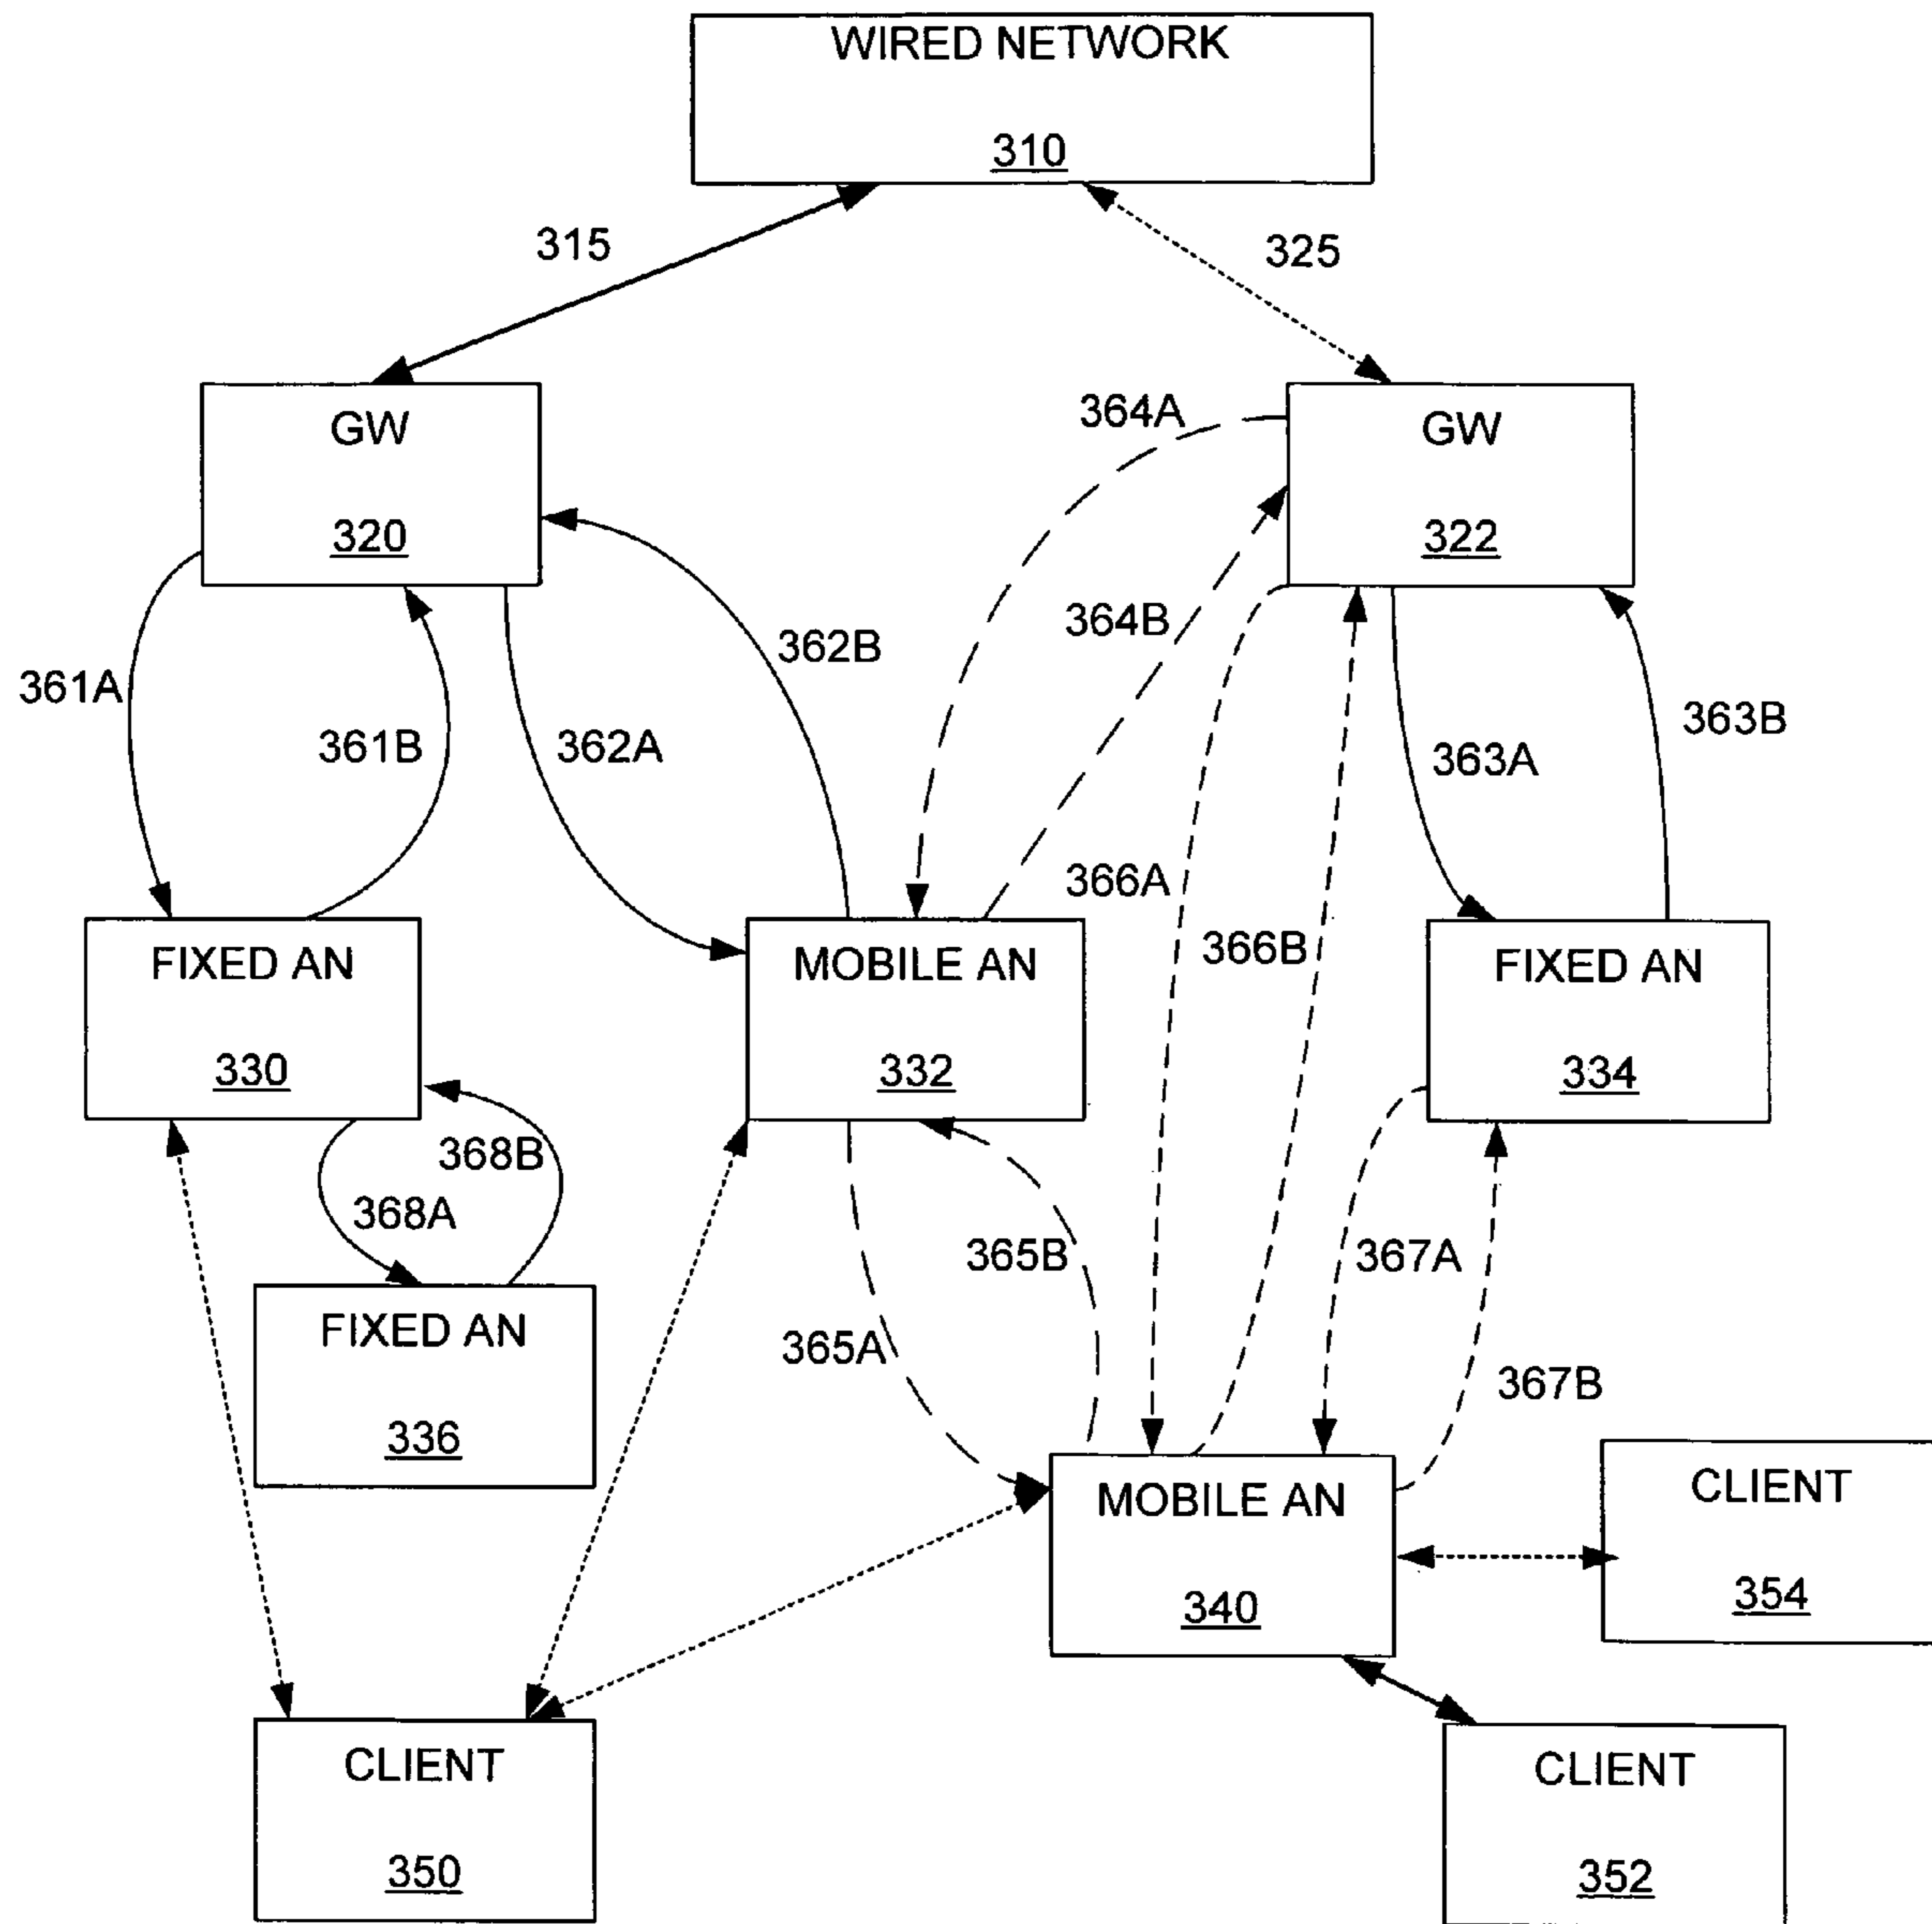 WIRED NETWORK
310
315
325
GW
320
364A
GW
322
364B
362B
361A
361B
362A
363A
363B
366A
366B
FIXED AN
330
MOBILE AN
332
FIXED AN
334
368B
368A
365B
367A
365A
367B
FIXED AN
336
MOBILE AN
340
CLIENT
354
CLIENT
350
CLIENT
352